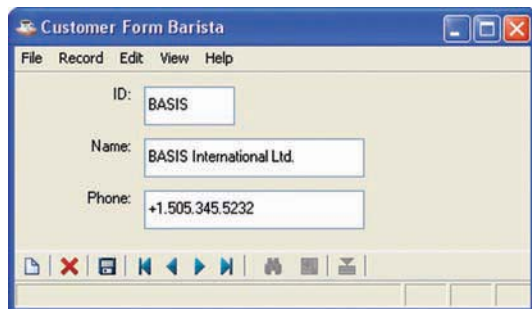 Customer Form Barista
File Record Edit View Help
ID: BASIS
Name: BASIS International Ltd.
Phone: +1.505.345.5232